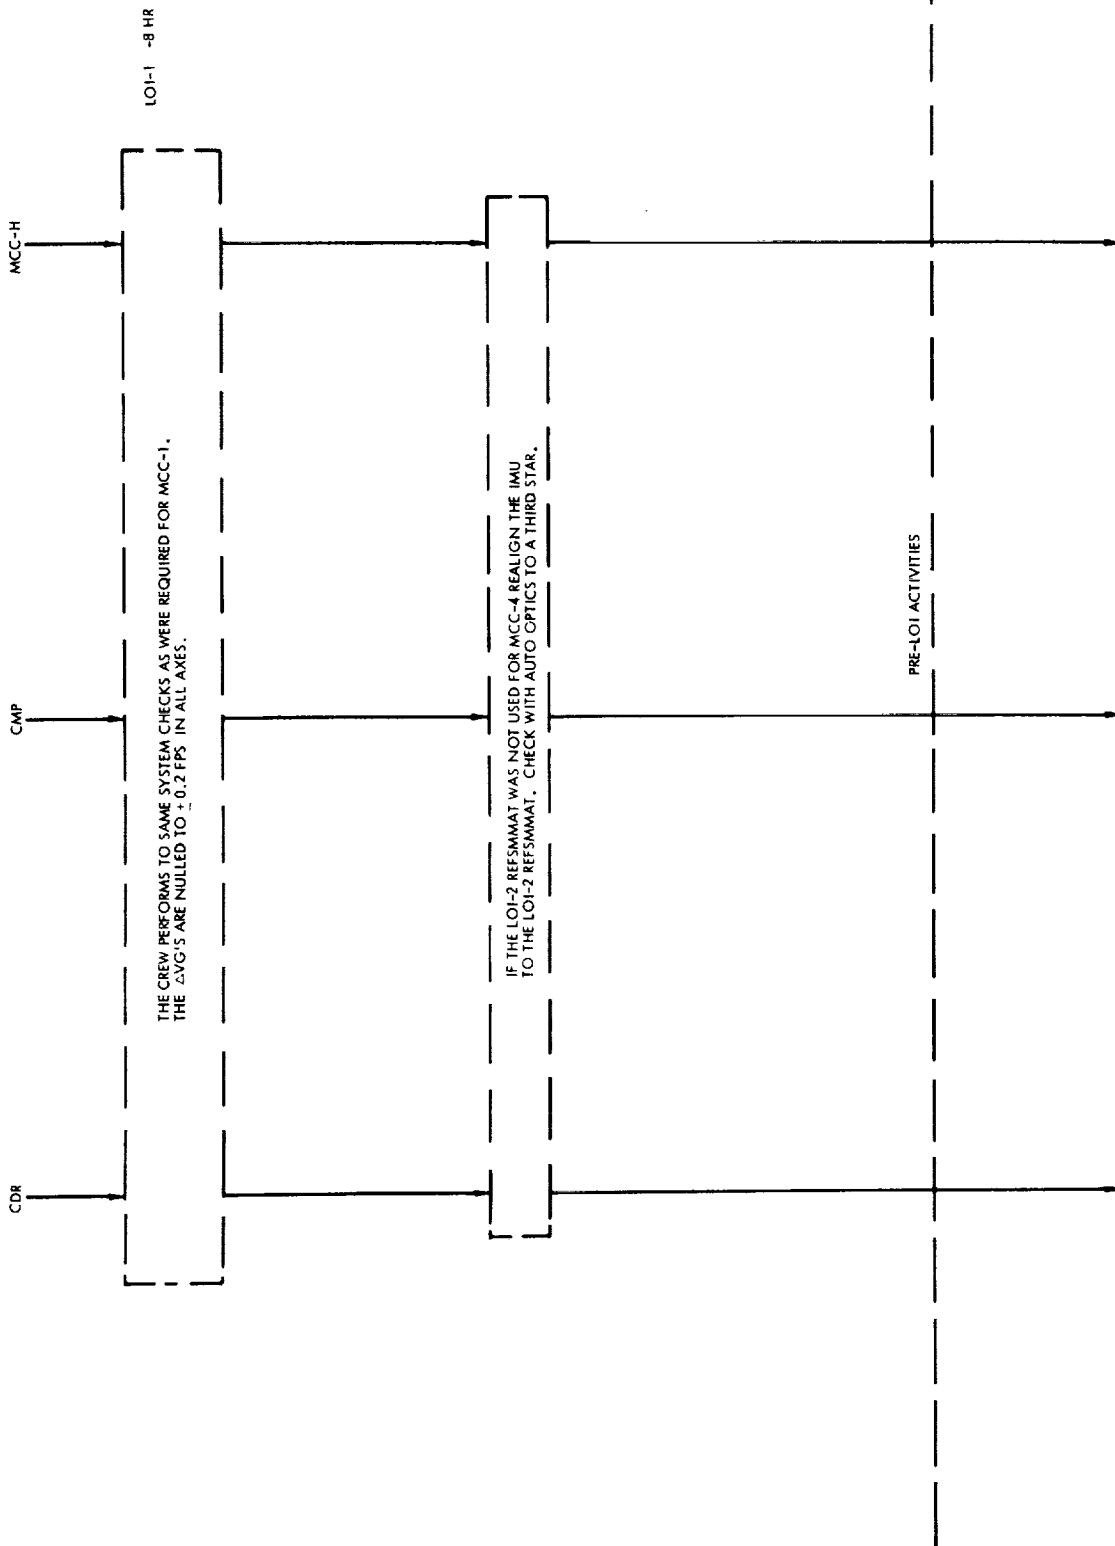 CDR
CMP
MCC-H
LOI-1 -8 HR
THE CREW PERFORMS TO SAME SYSTEM CHECKS AS WERE REQUIRED FOR MCC-1.
THE △VG'S ARE NULLED TO ±0.2 FPS IN ALL AXES.
IF THE LOI-2 REFSMMAT WAS NOT USED FOR MCC-4 REALIGN THE IMU
TO THE LOI-2 REFSMMAT. CHECK WITH AUTO OPTICS TO A THIRD STAR.
PRE-LOI ACTIVITIES